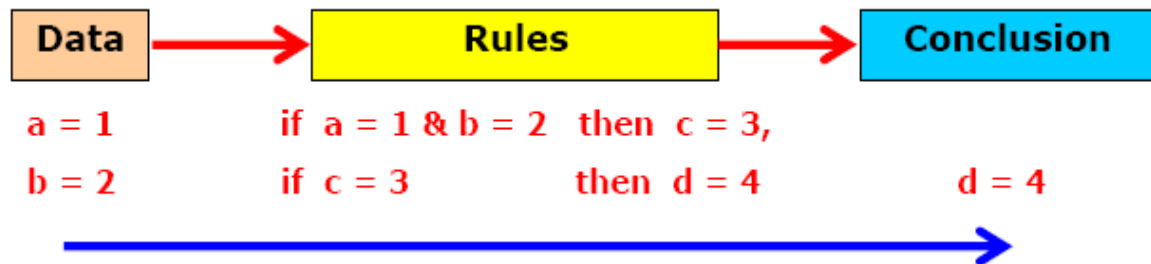 Data Rules Conclusion
a = 1 if a = 1 & b = 2 then c = 3,
b = 2 if c = 3 then d = 4 d = 4